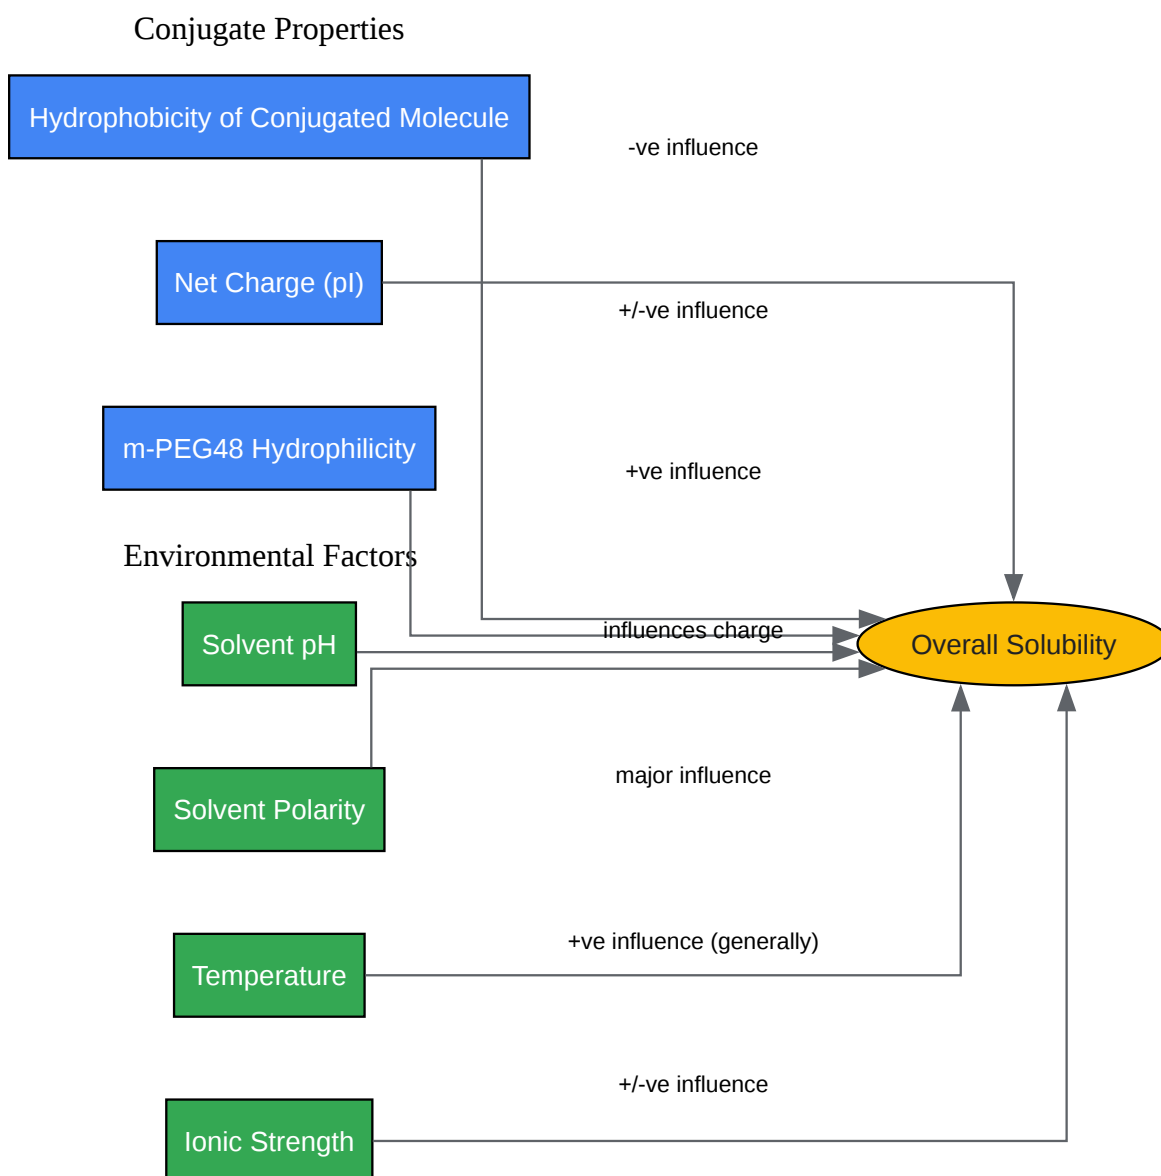 Conjugate Properties
Hydrophobicity of Conjugated Molecule
-ve influence
Net Charge (pI)
+/-ve influence
m-PEG48 Hydrophilicity
+ve influence
Environmental Factors
Solvent pH
influences charge
Overall Solubility
Solvent Polarity
major influence
Temperature
+ve influence (generally)
Ionic Strength
+/-ve influence